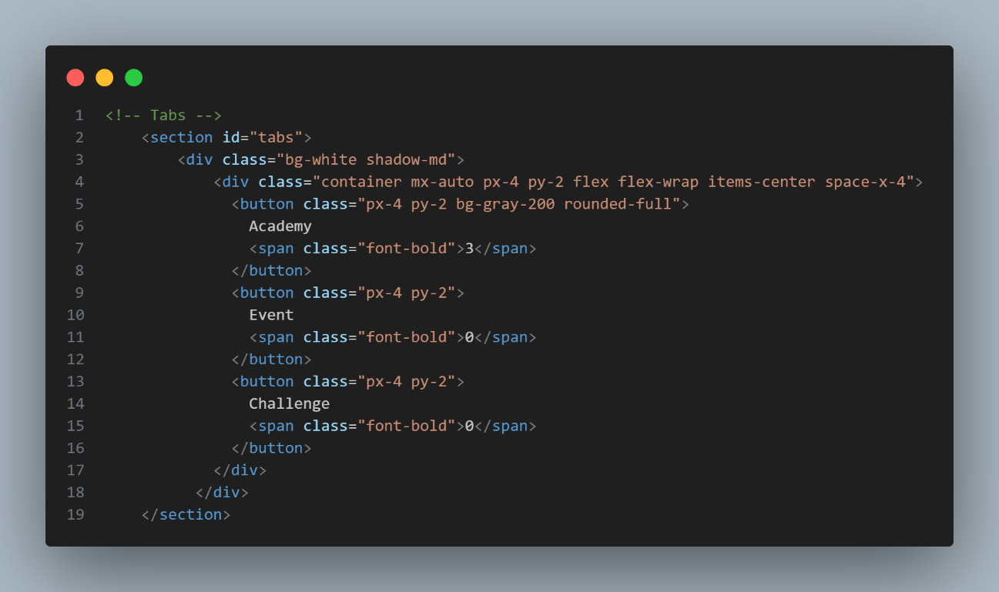 1 <!-- Tabs -->
2     <section id="tabs">
3         <div class="bg-white shadow-md">
4             <div class="container mx-auto px-4 py-2 flex flex-wrap items-center space-x-4">
5               <button class="px-4 py-2 bg-gray-200 rounded-full">
6                 Academy
7                 <span class="font-bold">3</span>
8               </button>
9               <button class="px-4 py-2">
10                 Event
11                 <span class="font-bold">0</span>
12               </button>
13               <button class="px-4 py-2">
14                 Challenge
15                 <span class="font-bold">0</span>
16               </button>
17             </div>
18           </div>
19     </section>